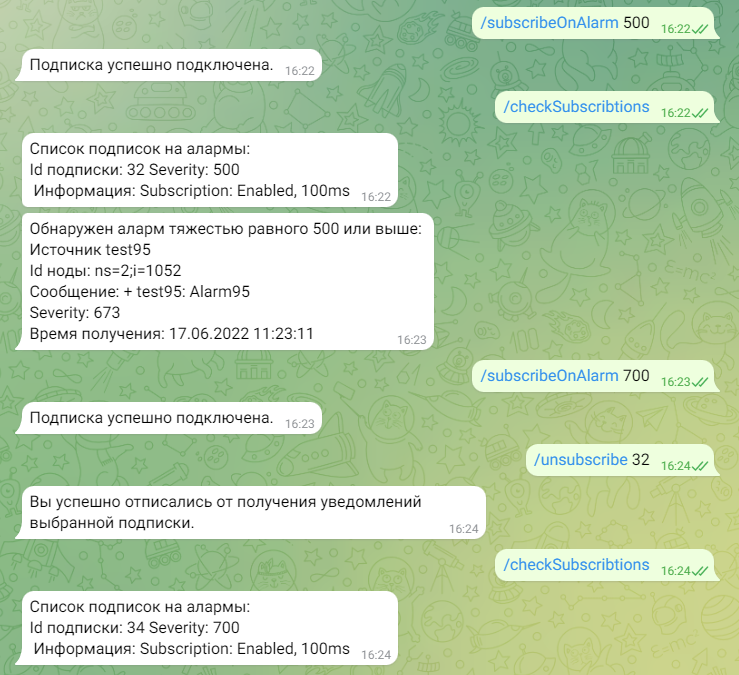 /subscribeOnAlarm 500 16:22
Подписка успешно подключена. 16:22
/checkSubscribtions 16:22
Список подписок на алармы:
Id подписки: 32 Severity: 500
Информация: Subscription: Enabled, 100ms 16:22
Обнаружен аларм тяжестью равного 500 или выше:
Источник test95
Id ноды: ns=2;i=1052
Сообщение: + test95: Alarm95
Severity: 673
Время получения: 17.06.2022 11:23:11 16:23
/subscribeOnAlarm 700 16:23
Подписка успешно подключена. 16:23
/unsubscribe 32 16:24
Вы успешно отписались от получения уведомлений
выбранной подписки. 16:24
/checkSubscribtions 16:24
Список подписок на алармы:
Id подписки: 34 Severity: 700
Информация: Subscription: Enabled, 100ms 16:24